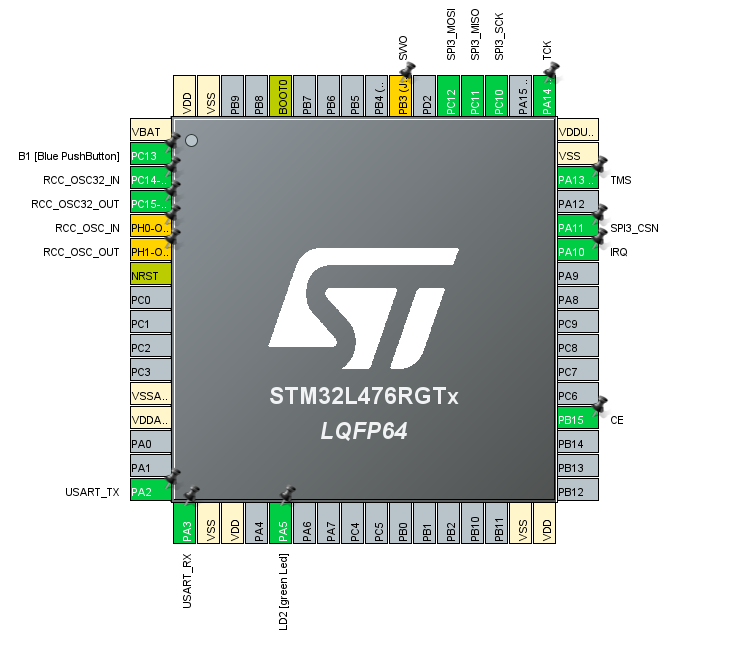 SWO
SPI3_MOSI
SPI3_MISO
SPI3_SCK
TCK
VDD
VSS
PB9
PB8
BOOT0
PB7
PB6
PB5
PB4 (..
PB3 (J..
PD2
PC12
PC11
PC10
PA15 ..
PA14 ..
VBAT
B1 [Blue PushButton]
PC13
RCC_OSC32_IN
PC14-..
RCC_OSC32_OUT
PC15-..
RCC_OSC_IN
PH0-O..
RCC_OSC_OUT
PH1-O..
NRST
PC0
PC1
PC2
PC3
VSSA..
VDDA..
PA0
PA1
USART_TX
PA2
VDDU..
VSS
PA13 ..
TMS
PA12
PA11
SPI3_CSN
PA10
IRQ
PA9
PA8
PC9
PC8
PC7
PC6
PB15
CE
PB14
PB13
PB12
ST
STM32L476RGTx
LQFP64
PA3
VSS
VDD
PA4
PA5
PA6
PA7
PC4
PC5
PB0
PB1
PB2
PB10
PB11
VSS
VDD
USART_RX
LD2 [green Led]